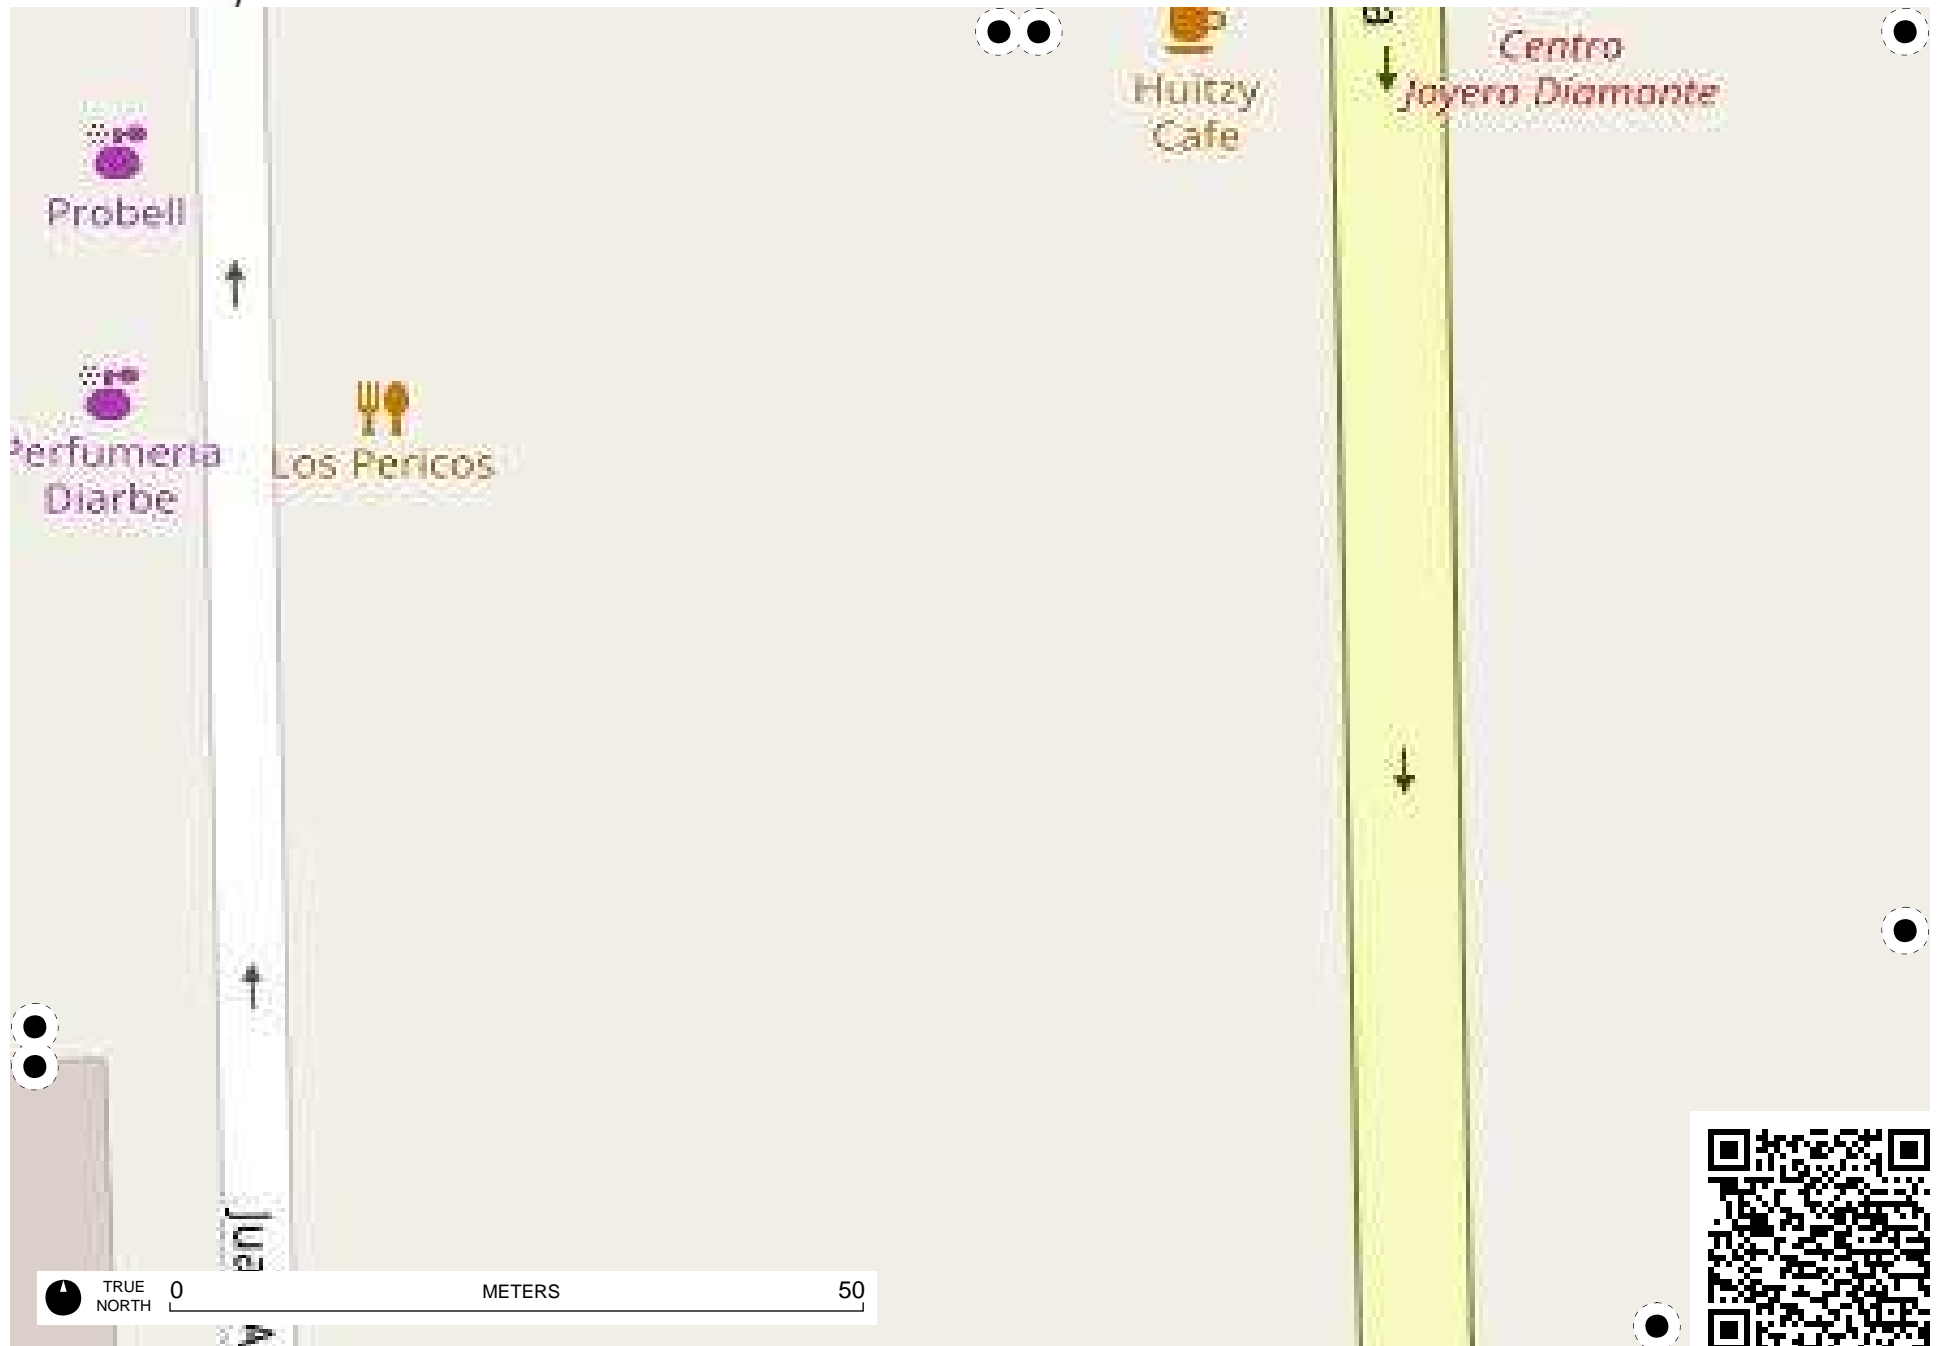 Huitzy
Cafe
Centro
Joyero Diamante
Probell
Perfumeria
Diarbe
Los Pericos
TRUE
NORTH
0
METERS
50